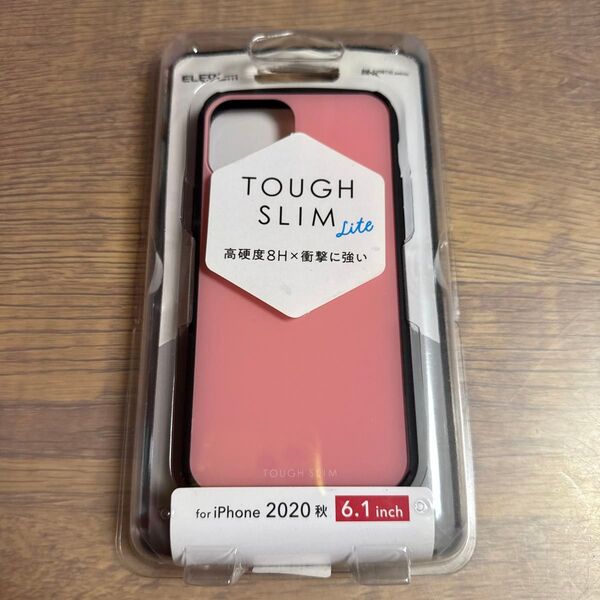 ELECOM
TOUGH
SLIM
Lite
高硬度8H×衝撃に強い
TOUGH SLIM
for iPhone 2020 秋 6.1 inch